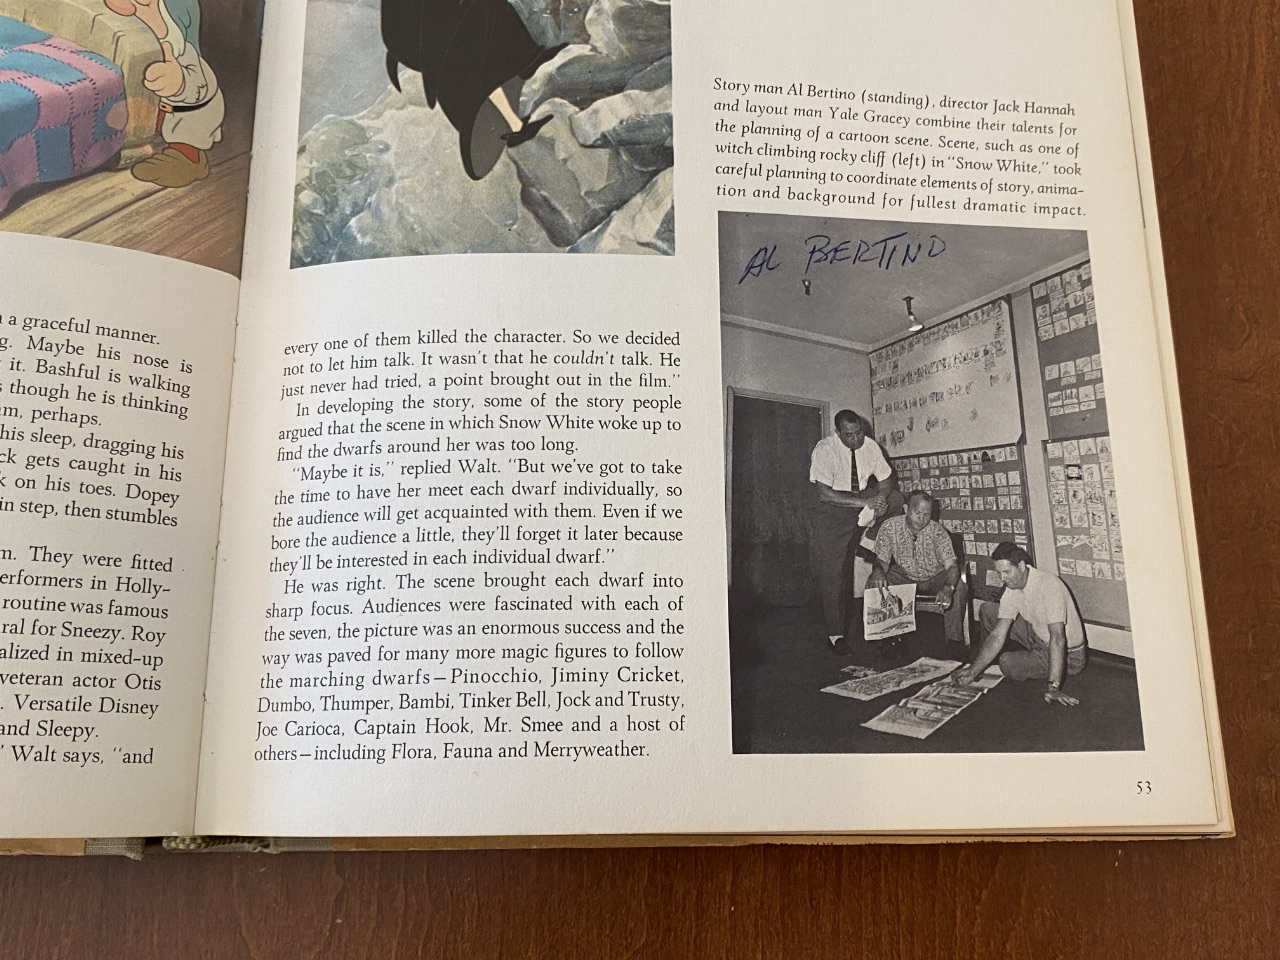 a graceful manner.
g. Maybe his nose is
it. Bashful is walking
s though he is thinking
m, perhaps.
his sleep, dragging his
ck gets caught in his
k on his toes. Dopey
in step, then stumbles
m. They were fitted
erformers in Holly-
routine was famous
ral for Sneezy. Roy
alized in mixed-up
veteran actor Otis
. Versatile Disney
and Sleepy.
" Walt says, "and
every one of them killed the character. So we decided
not to let him talk. It wasn't that he couldn't talk. He
just never had tried, a point brought out in the film."
In developing the story, some of the story people
argued that the scene in which Snow White woke up to
find the dwarfs around her was too long.
"Maybe it is," replied Walt. "But we've got to take
the time to have her meet each dwarf individually, so
the audience will get acquainted with them. Even if we
bore the audience a little, they'll forget it later because
they'll be interested in each individual dwarf."
He was right. The scene brought each dwarf into
sharp focus. Audiences were fascinated with each of
the seven, the picture was an enormous success and the
way was paved for many more magic figures to follow
the marching dwarfs—Pinocchio, Jiminy Cricket,
Dumbo, Thumper, Bambi, Tinker Bell, Jock and Trusty,
Joe Carioca, Captain Hook, Mr. Smee and a host of
others—including Flora, Fauna and Merryweather.
Story man Al Bertino (standing), director Jack Hannah
and layout man Yale Gracey combine their talents for
the planning of a cartoon scene. Scene, such as one of
witch climbing rocky cliff (left) in "Snow White," took
careful planning to coordinate elements of story, anima-
tion and background for fullest dramatic impact.
AL BERTINO
53